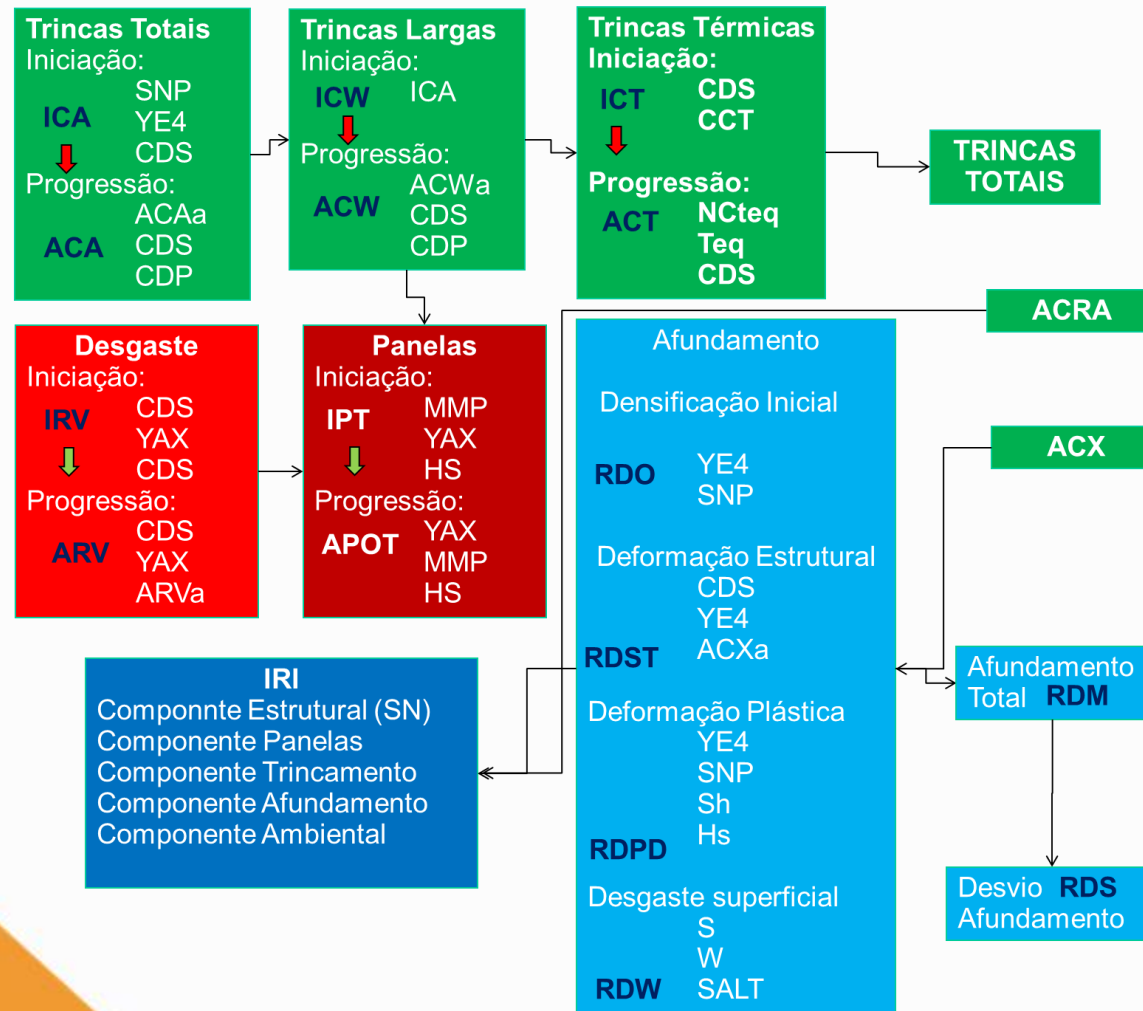 Trincas Totais
Iniciação:
SNP
ICA
YE4
CDS
Progressão:
ACAa
ACA
CDS
CDP
Trincas Largas
Iniciação:
ICW
ICA
Progressão:
ACWa
ACW
CDS
CDP
Trincas Térmicas
Iniciação:
ICT
CDS
CCT
Progressão:
ACT
NCteq
Teq
CDS
TRINCAS
TOTAIS
ACRA
ACX
Desgaste
Iniciação:
IRV
CDS
YAX
CDS
Progressão:
CDS
ARV
YAX
ARVa
Panelas
Iniciação:
IPT
MMP
YAX
HS
Progressão:
APOT
YAX
MMP
HS
Afundamento
Densificação Inicial
RDO
YE4
SNP
Deformação Estrutural
CDS
YE4
RDST
ACXa
Deformação Plástica
YE4
SNP
Sh
Hs
RDPD
Desgaste superficial
S
W
RDW
SALT
Afundamento
Total RDM
Desvio RDS
Afundamento
IRI
Componnte Estrutural (SN)
Componente Panelas
Componente Trincamento
Componente Afundamento
Componente Ambiental